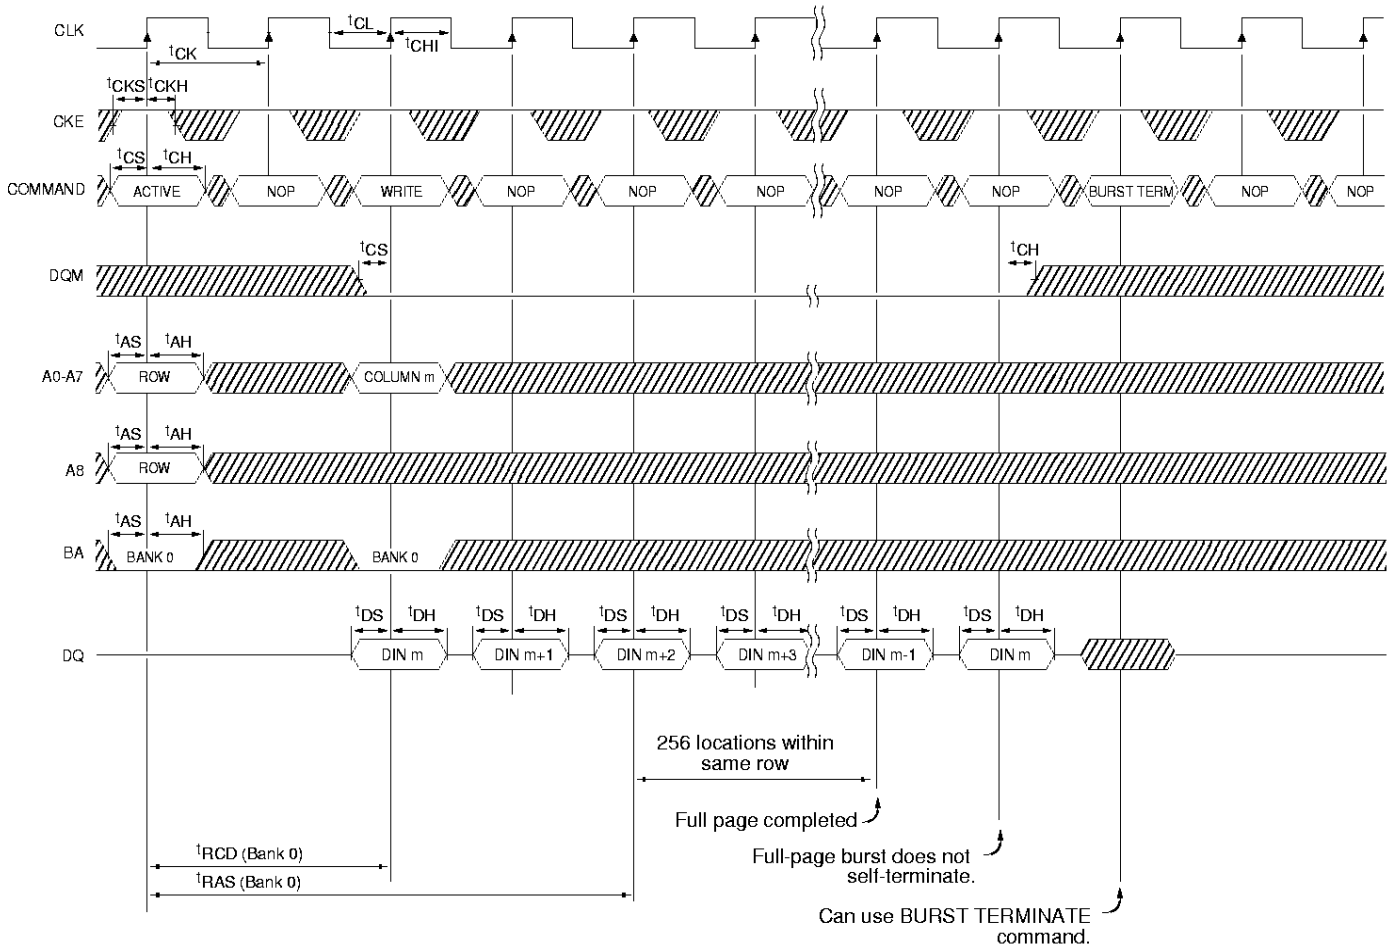 CLK
tCL
tCHI
tCK
tCKS tCKH
CKE
tCS tCH
COMMAND ACTIVE NOP WRITE NOP NOP NOP NOP NOP BURST TERM NOP NOP
tCS tCH
DQM
tAS tAH
A0-A7 ROW COLUMN m
tAS tAH
A8 ROW
tAS tAH
BA BANK 0 BANK 0
tDS tDH tDS tDH tDS tDH tDS tDH tDS tDH tDS tDH
DQ DIN m DIN m+1 DIN m+2 DIN m+3 DIN m-1 DIN m
256 locations within
same row
Full page completed
tRCD (Bank 0)
Full-page burst does not
self-terminate.
tRAS (Bank 0)
Can use BURST TERMINATE
command.